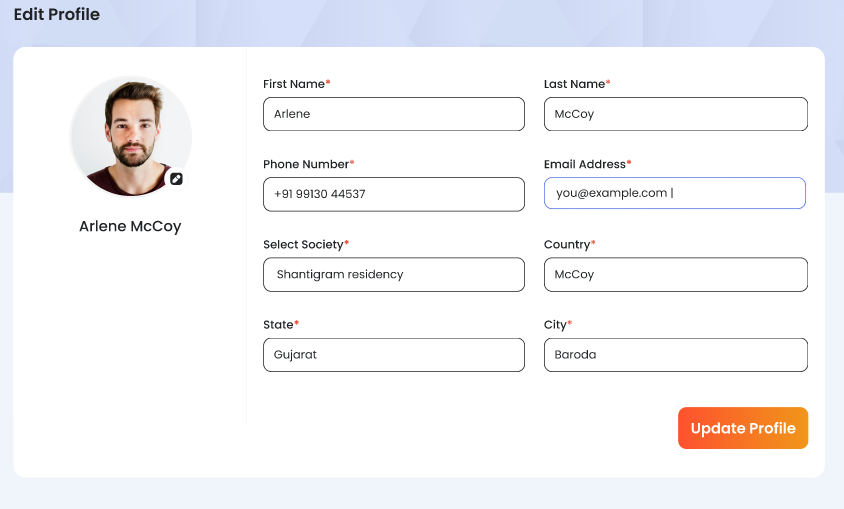 Edit Profile
First Name*
Last Name*
Arlene
McCoy
Phone Number*
Email Address*
+91 99130 44537
you@example.com |
Arlene McCoy
Select Society*
Country*
Shantigram residency
McCoy
State*
City*
Gujarat
Baroda
Update Profile